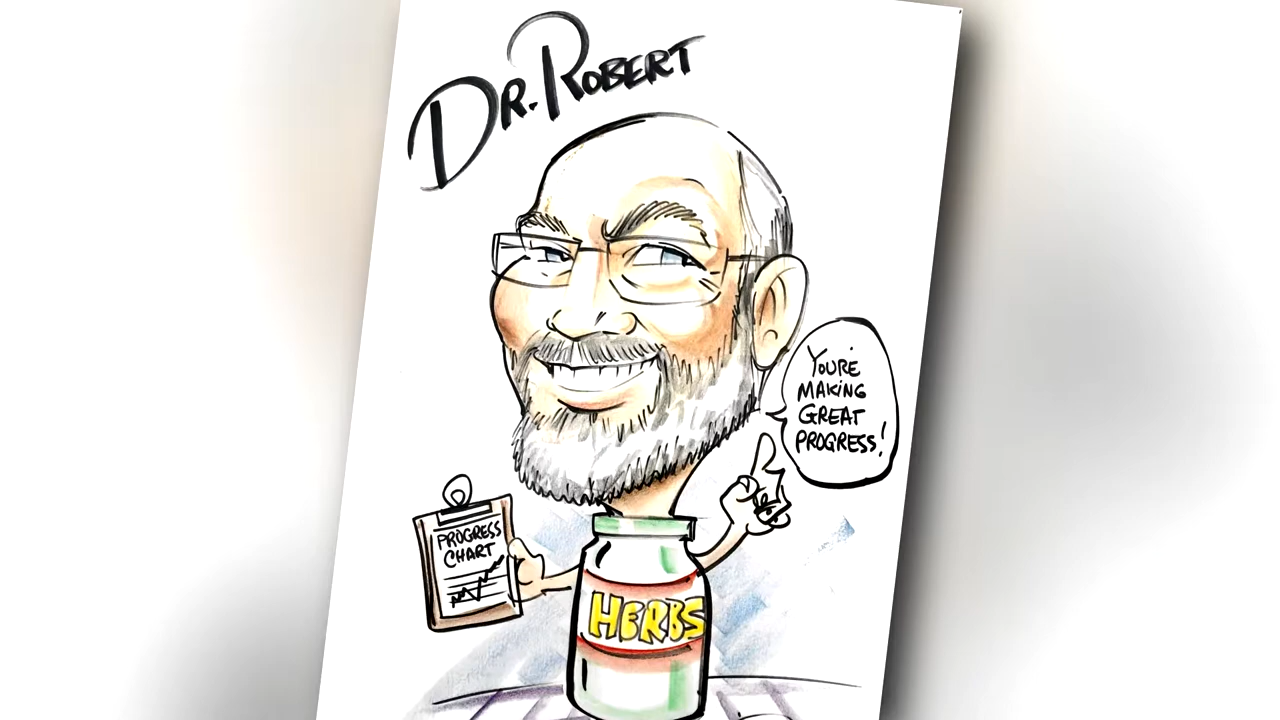 DR. ROBERT
YOU'RE
MAKING
GREAT
PROGRESS!
PROGRESS
CHART
HERBS